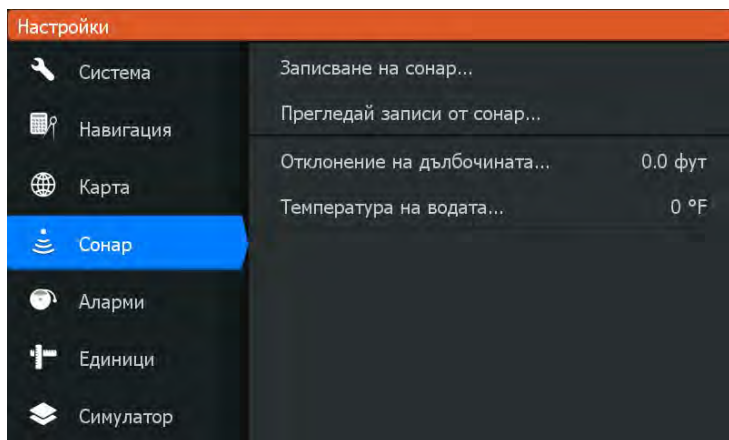 Настройки
Система
Навигация
Карта
Сонар
Аларми
Единици
Симулатор
Записване на сонар...
Прегледай записи от сонар...
Отклонение на дълбочината... 0.0 фут
Температура на водата... 0 °F